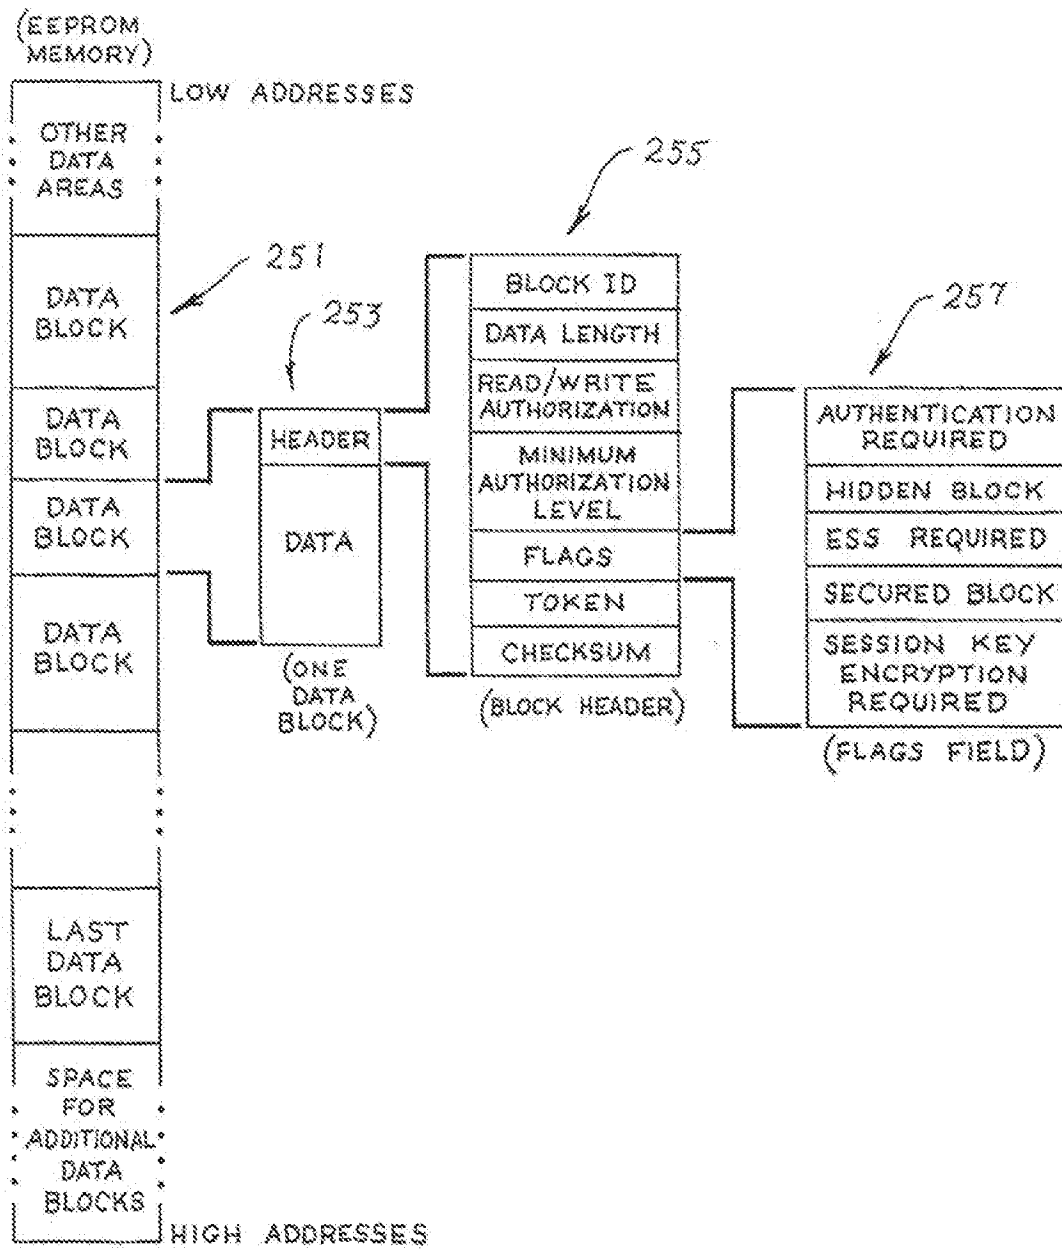 (EEPROM
MEMORY)
LOW ADDRESSES
OTHER
DATA
AREAS
DATA
BLOCK
251
DATA
BLOCK
DATA
BLOCK
DATA
BLOCK
LAST
DATA
BLOCK
SPACE
FOR
ADDITIONAL
DATA
BLOCKS
HIGH ADDRESSES
253
HEADER
DATA
(ONE
DATA
BLOCK)
255
BLOCK ID
DATA LENGTH
READ/WRITE
AUTHORIZATION
MINIMUM
AUTHORIZATION
LEVEL
FLAGS
TOKEN
CHECKSUM
(BLOCK HEADER)
257
AUTHENTICATION
REQUIRED
HIDDEN BLOCK
ESS REQUIRED
SECURED BLOCK
SESSION KEY
ENCRYPTION
REQUIRED
(FLAGS FIELD)